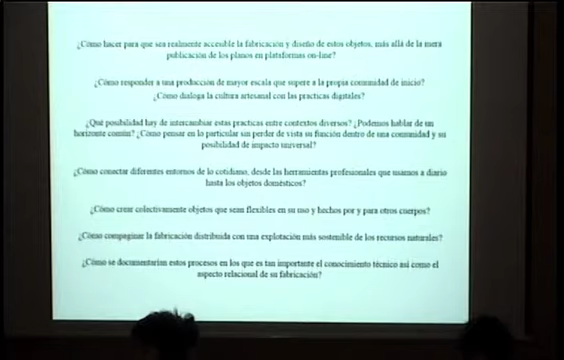 ¿Cómo hacer para que sea realmente accesible la fabricación y diseño de estos objetos, más allá de la mera
publicación de los planos en plataformas on-line?
¿Cómo responder a una producción de mayor escala que supere a la propia comunidad de inicio?
¿Cómo dialoga la cultura artesanal con las practicas digitales?
¿Qué posibilidad hay de intercambiar estas practicas entre contextos diversos? ¿Podemos hablar de un
horizonte común? ¿Cómo pensar en lo particular sin perder de vista su función dentro de una comunidad y su
posibilidad de impacto universal?
¿Cómo conectar diferentes entornos de lo cotidiano, desde las herramientas profesionales que usamos a diario
hasta los objetos domésticos?
¿Cómo crear colectivamente objetos que sean flexibles en su uso y hechos por y para otros cuerpos?
¿Cómo compaginar la fabricación distribuida con una explotación más sostenible de los recursos naturales?
¿Cómo se documentarían estos procesos en los que es tan importante el conocimiento técnico así como el
aspecto relacional de su fabricación?